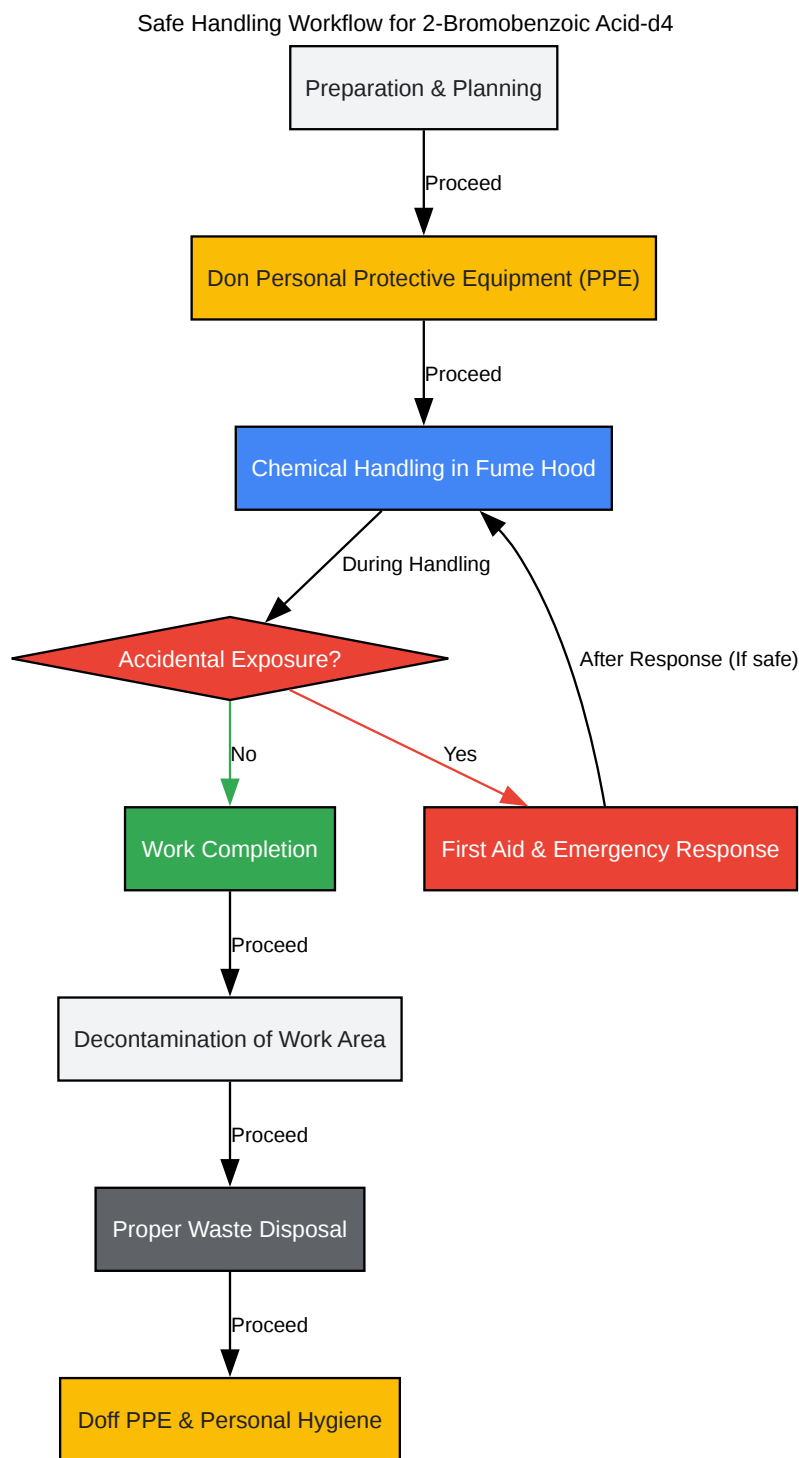 Safe Handling Workflow for 2-Bromobenzoic Acid-d4
Preparation & Planning
Proceed
Don Personal Protective Equipment (PPE)
Proceed
Chemical Handling in Fume Hood
During Handling
Accidental Exposure?
After Response (If safe)
No
Yes
Work Completion
First Aid & Emergency Response
Proceed
Decontamination of Work Area
Proceed
Proper Waste Disposal
Proceed
Doff PPE & Personal Hygiene